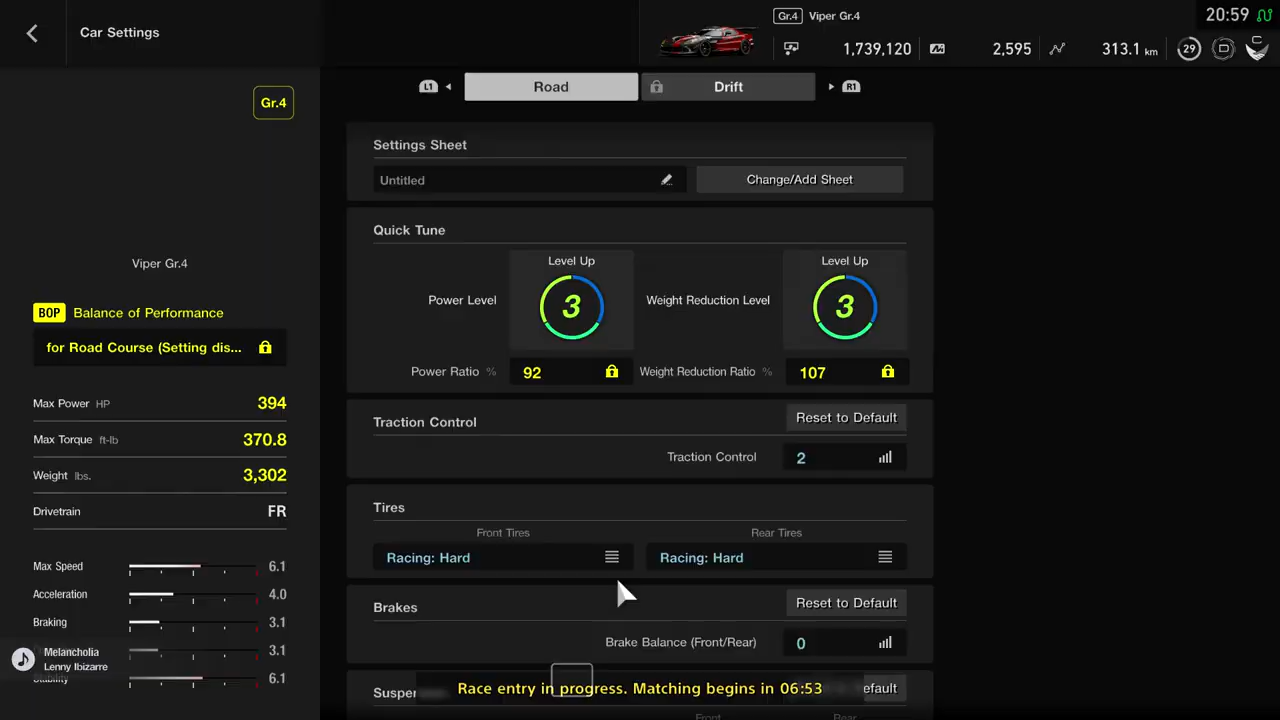 Car Settings
Gr.4 Viper Gr.4
1,739,120 2,595 313.1 km 29 D C
20:59
Gr.4
L1 Road Drift R1
Settings Sheet
Untitled Change/Add Sheet
Quick Tune
Level Up Level Up
Power Level 3 Weight Reduction Level 3
Power Ratio % 92 Weight Reduction Ratio % 107
Viper Gr.4
BOP Balance of Performance
for Road Course (Setting dis...
Max Power HP 394
Max Torque ft-lb 370.8
Weight lbs. 3,302
Drivetrain FR
Max Speed 6.1
Acceleration 4.0
Braking 3.1
3.1
Stability 6.1
Melancholia
Lenny Ibizarre
Traction Control Reset to Default
Traction Control 2
Tires
Front Tires Rear Tires
Racing: Hard Racing: Hard
Brakes Reset to Default
Brake Balance (Front/Rear) 0
Suspen efault
Race entry in progress. Matching begins in 06:53
Front Rear